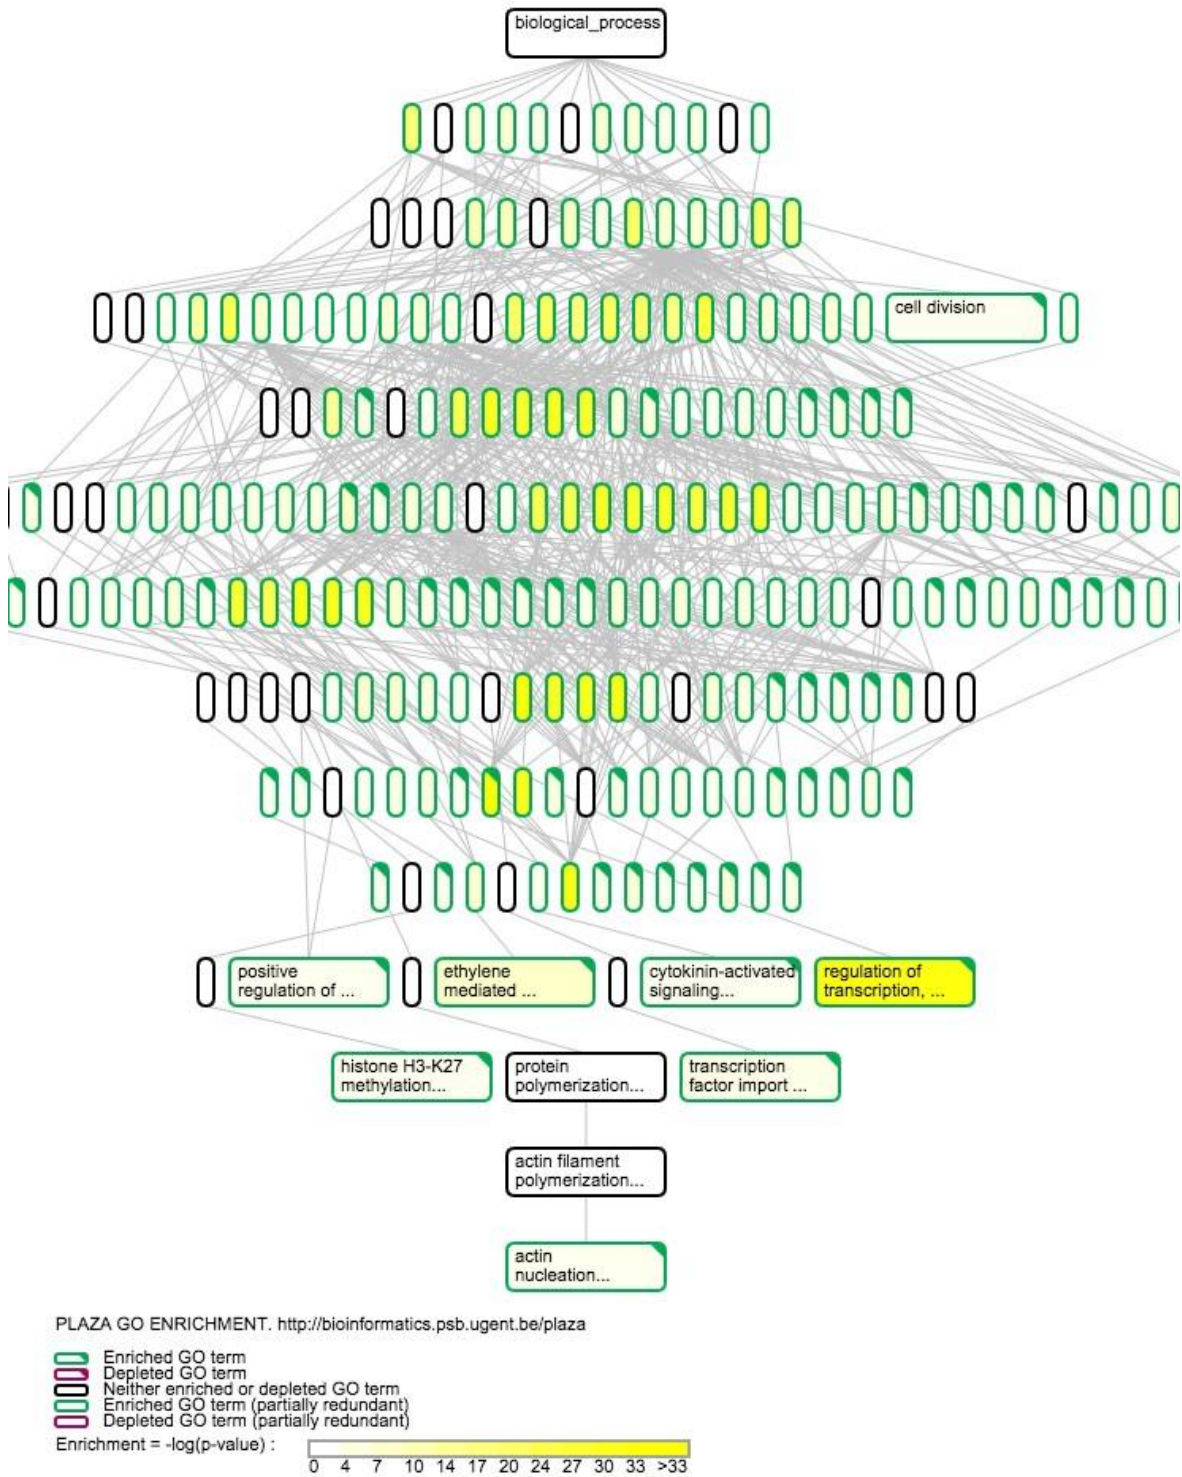 biological_process
cell division
positive
regulation of ...
ethylene
mediated ...
cytokinin-activated
signaling...
regulation of
transcription, ...
histone H3-K27
methylation...
protein
polymerization...
transcription
factor import ...
actin filament
polymerization...
actin
nucleation...
PLAZA GO ENRICHMENT. http://bioinformatics.psb.ugent.be/plaza
Enriched GO term
Depleted GO term
Neither enriched or depleted GO term
Enriched GO term (partially redundant)
Depleted GO term (partially redundant)
Enrichment = -log(p-value) :
0 4 7 10 14 17 20 24 27 30 33 >33